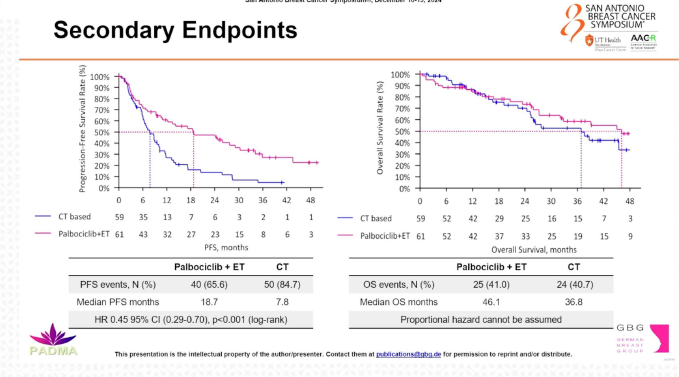 San Antonio Breast Cancer Symposium, December 10-13, 2024
Secondary Endpoints
SAN ANTONIO
BREAST CANCER
SYMPOSIUM®
UT Health
AACR
Progression-Free Survival Rate (%)
100%
90%
80%
70%
60%
50%
40%
30%
20%
10%
0%
0 6 12 18 24 30 36 42 48
CT based 59 35 13 7 6 3 2 1 1
Palbociclib+ET 61 43 32 27 23 15 8 6 3
PFS, months
Overall Survival Rate (%)
100%
90%
80%
70%
60%
50%
40%
30%
20%
10%
0%
0 6 12 18 24 30 36 42 48
CT based 59 52 42 29 25 16 15 7 3
Palbociclib+ET 61 52 42 37 33 25 19 15 9
Overall Survival, months
Palbociclib + ET CT
PFS events, N (%) 40 (65.6) 50 (84.7)
Median PFS months 18.7 7.8
HR 0.45 95% CI (0.29-0.70), p<0.001 (log-rank)
Palbociclib + ET CT
OS events, N (%) 25 (41.0) 24 (40.7)
Median OS months 46.1 36.8
Proportional hazard cannot be assumed
PADMA
This presentation is the intellectual property of the author/presenter. Contact them at publications@gbg.de for permission to reprint and/or distribute.
GBG
GERMAN
BREAST
GROUP